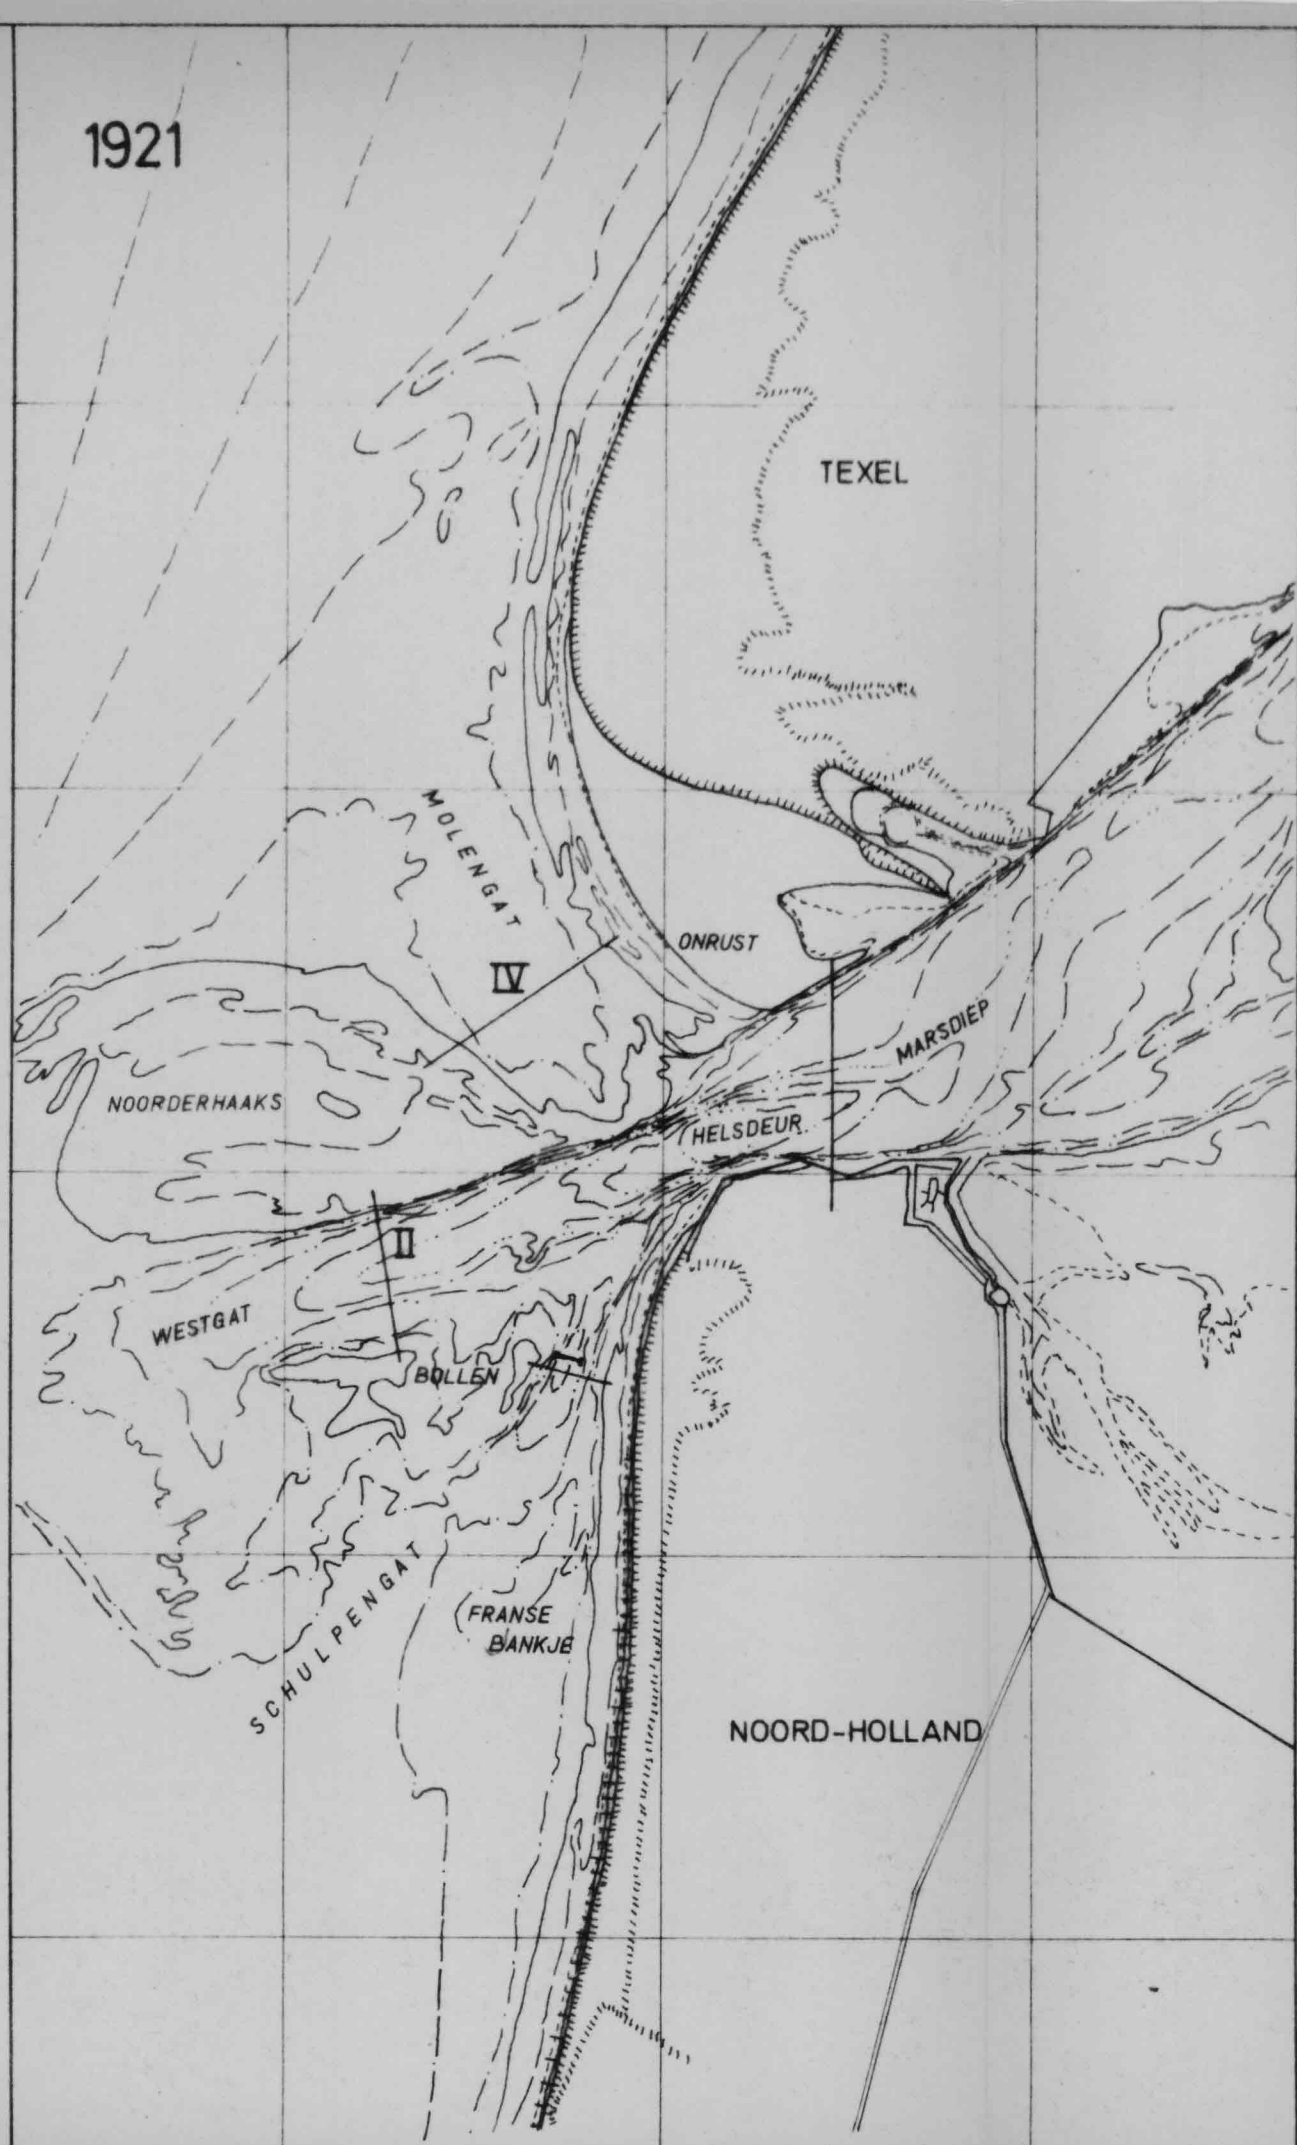 1921
TEXEL
MOLENGAT
ONRUST
IV
MARSDIEP
NOORDERHAAKS
HELSDEUR
II
WESTGAT
BOLLEN
I
FRANSE
BANKJE
SCHULPENGAT
NOORD-HOLLAND